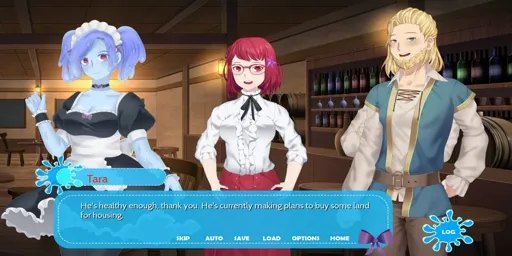 Tara
He's healthy enough, thank you. He's currently making plans to buy some land
for housing.
SKIP AUTO SAVE LOAD OPTIONS HOME
LOG